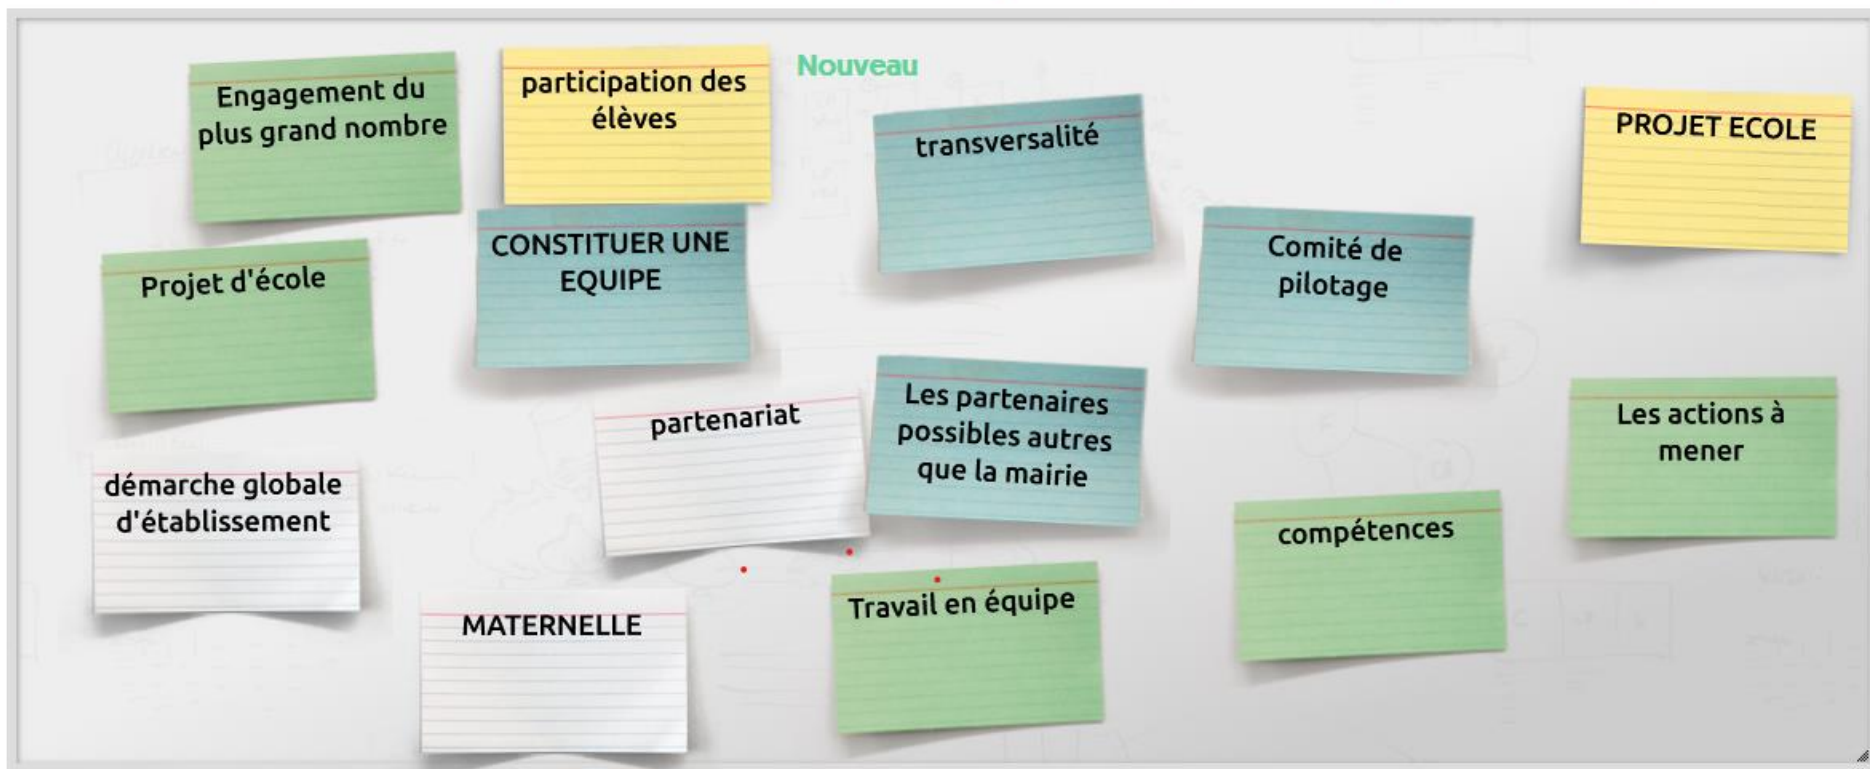 Nouveau
Engagement du
plus grand nombre
participation des
élèves
transversalité
PROJET ECOLE
Projet d'école
CONSTITUER UNE
EQUIPE
Comité de
pilotage
partenariat
Les partenaires
possibles autres
que la mairie
Les actions à
mener
démarche globale
d'établissement
compétences
MATERNELLE
Travail en équipe